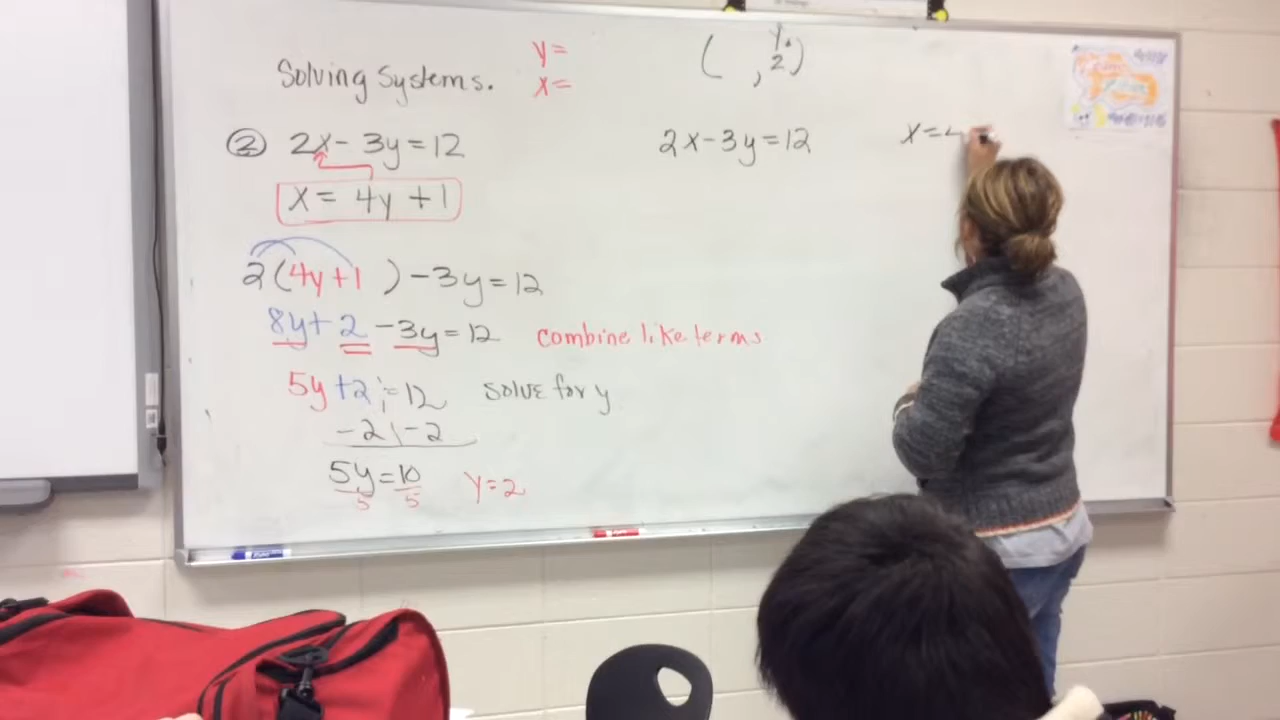 Solving Systems.
y=
x=
( , y. 2)
② 2x - 3y = 12
x = 4y + 1
2(4y+1 ) - 3y = 12
8y + 2 - 3y = 12 combine like terms
5y + 2 = 12 solve for y
-2 | -2
5y = 10
5 5
y = 2
2x - 3y = 12
x = 4